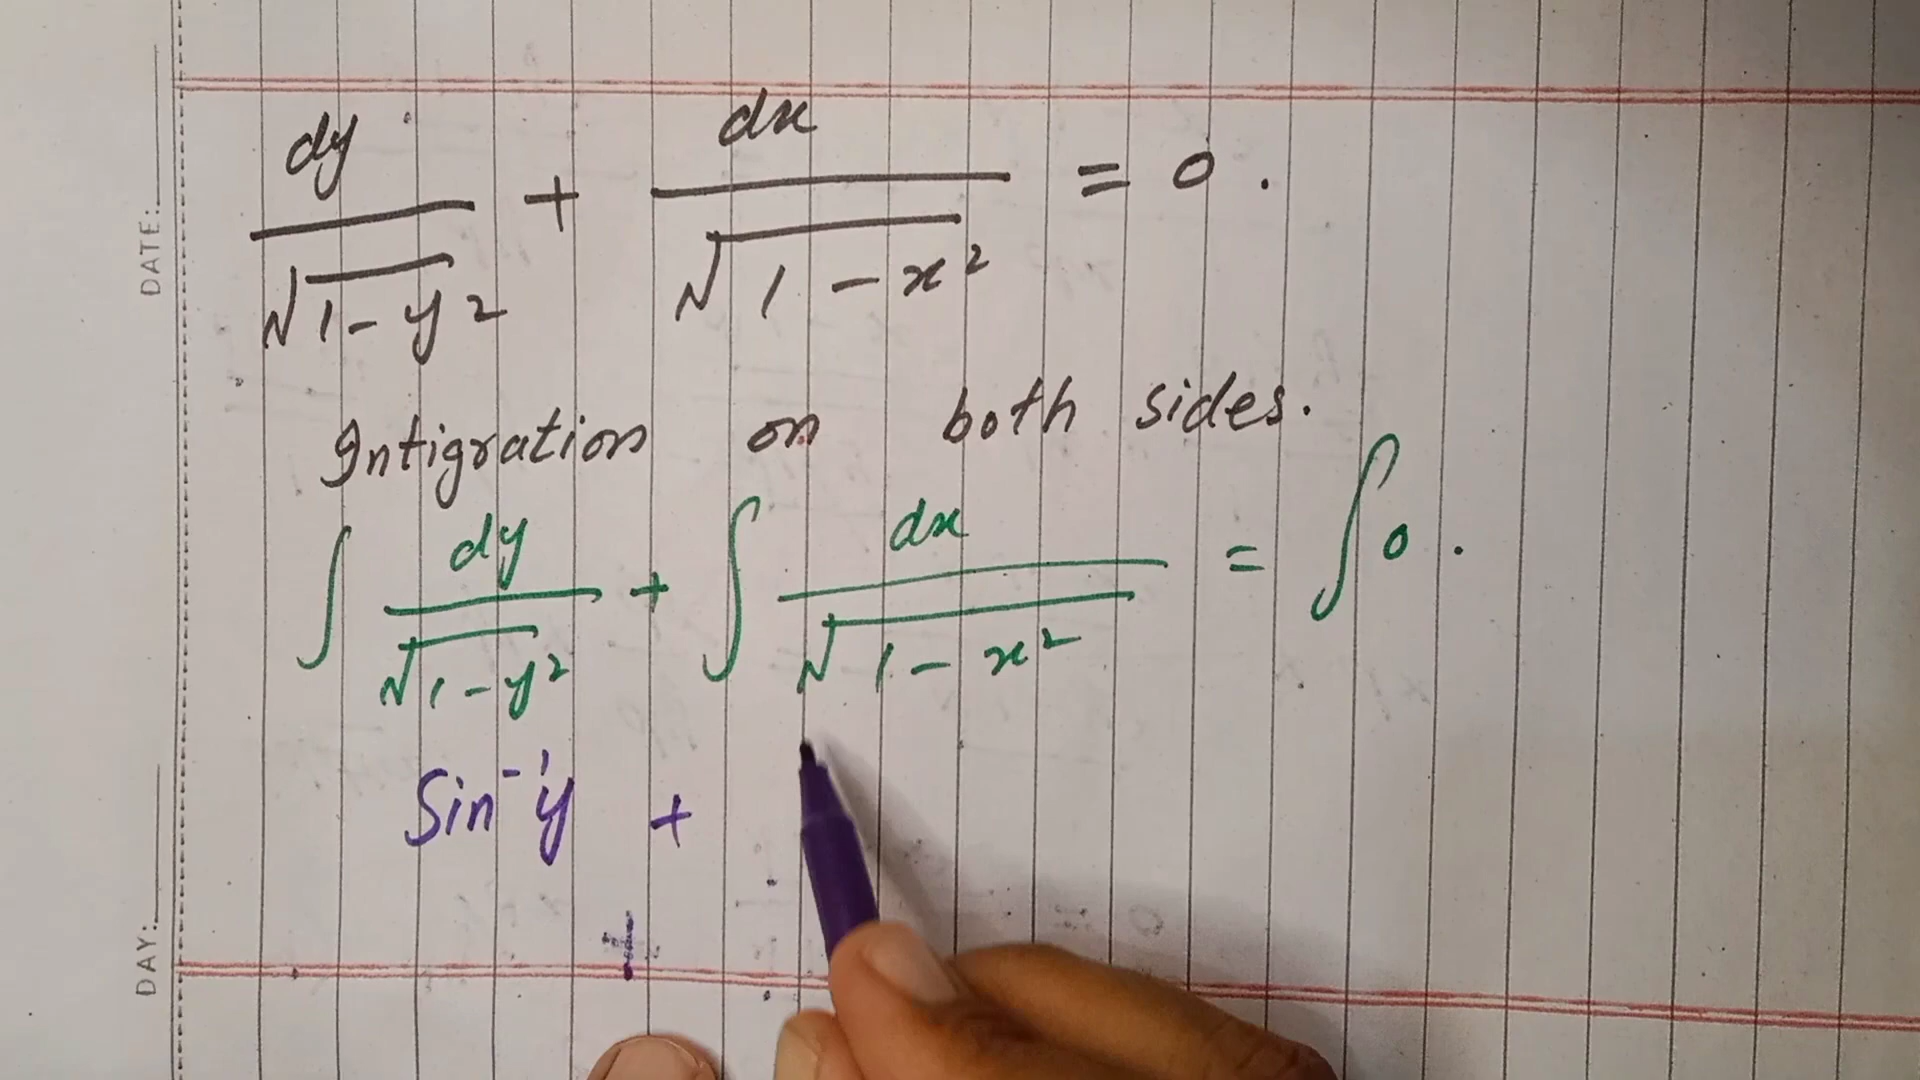 dy/√1-y² + dx/√1-x² = 0.
Intigration on both sides.
∫ dy/√1-y² + ∫ dx/√1-x² = ∫0.
Sin⁻¹y +
DATE:
DAY: